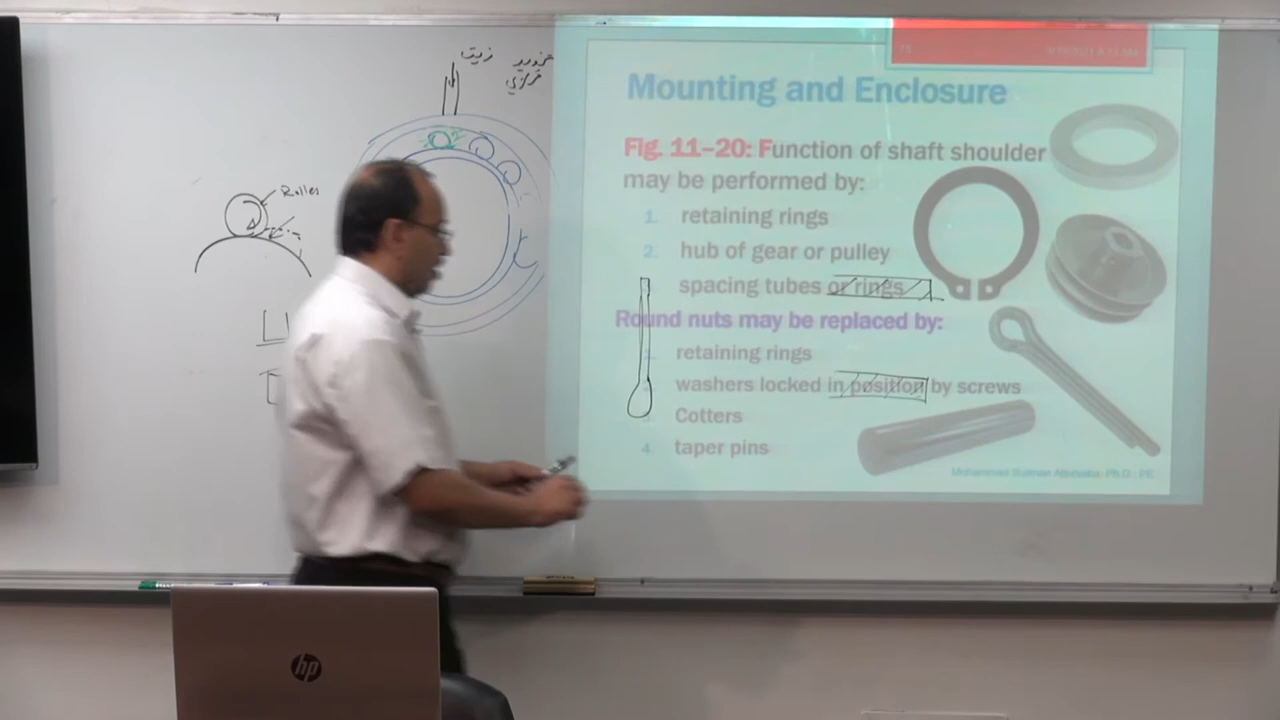 زيت
Roller
Mounting and Enclosure
Fig. 11–20: Function of shaft shoulder
may be performed by:
1. retaining rings
2. hub of gear or pulley
spacing tubes or rings
Round nuts may be replaced by:
1. retaining rings
washers locked in position by screws
3. Cotters
4. taper pins
hp